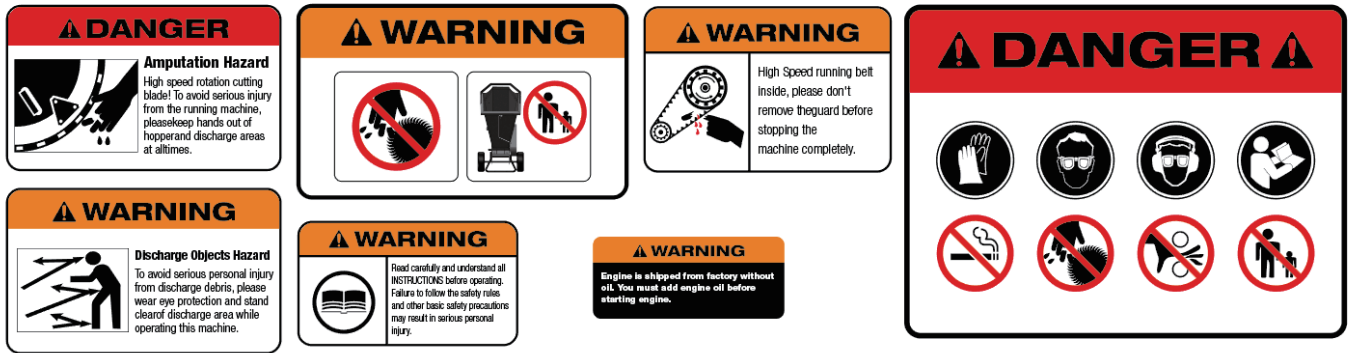 DANGER
Amputation Hazard
High speed rotation cutting
blade! To avoid serious injury
from the running machine,
pleasekeep hands out of
hopperand discharge areas
at alltimes.
WARNING
WARNING
High Speed running belt
inside, please don't
remove theguard before
stopping the
machine completely.
DANGER
WARNING
Discharge Objects Hazard
To avoid serious personal injury
from discharge debris, please
wear eye protection and stand
clearof discharge area while
operating this machine.
WARNING
Read carefully and understand all
INSTRUCTIONS before operating.
Failure to follow the safety rules
and other basic safety precautions
may result in serious personal
injury.
WARNING
Engine is shipped from factory without
oil. You must add engine oil before
starting engine.